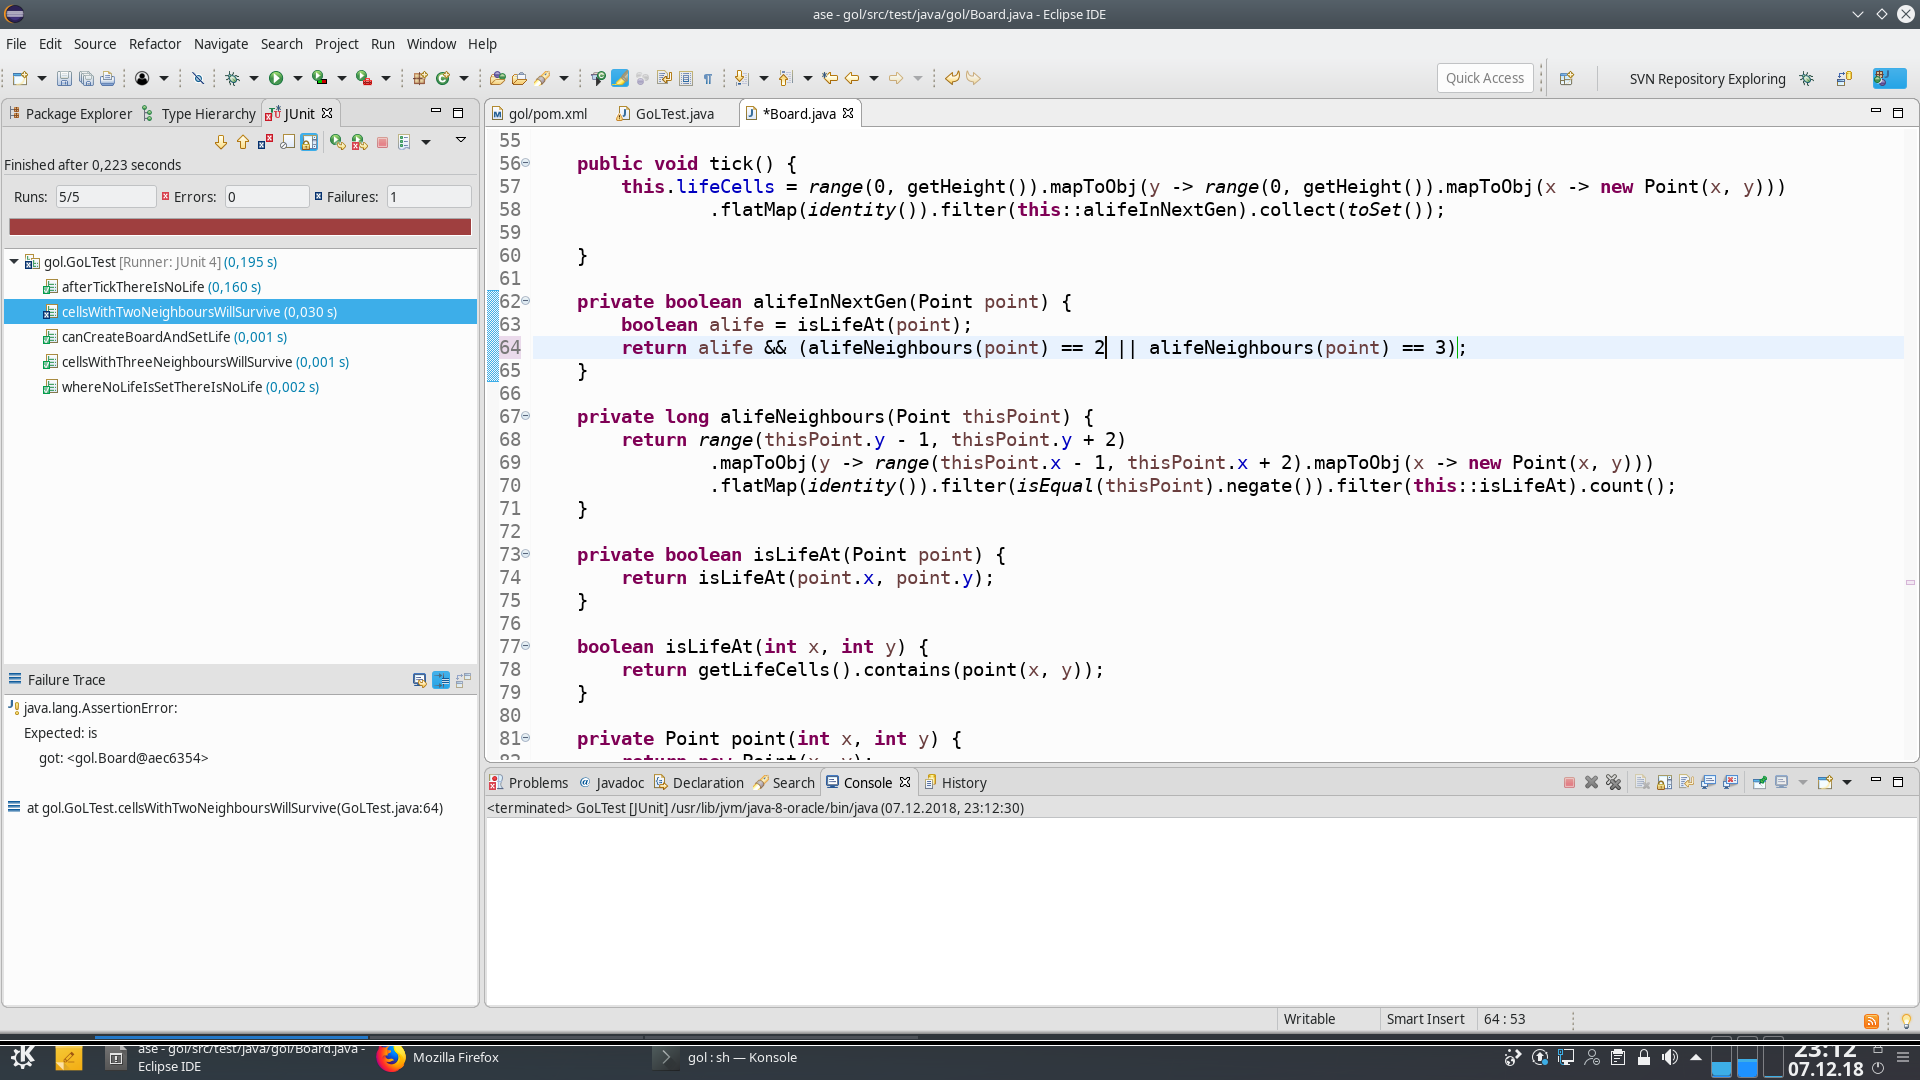 ase - gol/src/test/java/gol/Board.java - Eclipse IDE
File Edit Source Refactor Navigate Search Project Run Window Help
Quick Access
SVN Repository Exploring
Package Explorer Type Hierarchy JUnit
Finished after 0,223 seconds
Runs: 5/5 Errors: 0 Failures: 1
gol.GoLTest [Runner: JUnit 4] (0,195 s)
afterTickThereIsNoLife (0,160 s)
cellsWithTwoNeighboursWillSurvive (0,030 s)
canCreateBoardAndSetLife (0,001 s)
cellsWithThreeNeighboursWillSurvive (0,001 s)
whereNoLifeIsSetThereIsNoLife (0,002 s)
Failure Trace
java.lang.AssertionError:
Expected: is
got: <gol.Board@aec6354>
at gol.GoLTest.cellsWithTwoNeighboursWillSurvive(GoLTest.java:64)
gol/pom.xml GoLTest.java *Board.java
55
56 public void tick() {
57 this.lifeCells = range(0, getHeight()).mapToObj(y -> range(0, getHeight()).mapToObj(x -> new Point(x, y)))
58 .flatMap(identity()).filter(this::alifeInNextGen).collect(toSet());
59
60 }
61
62 private boolean alifeInNextGen(Point point) {
63 boolean alife = isLifeAt(point);
64 return alife && (alifeNeighbours(point) == 2 || alifeNeighbours(point) == 3);
65 }
66
67 private long alifeNeighbours(Point thisPoint) {
68 return range(thisPoint.y - 1, thisPoint.y + 2)
69 .mapToObj(y -> range(thisPoint.x - 1, thisPoint.x + 2).mapToObj(x -> new Point(x, y)))
70 .flatMap(identity()).filter(isEqual(thisPoint).negate()).filter(this::isLifeAt).count();
71 }
72
73 private boolean isLifeAt(Point point) {
74 return isLifeAt(point.x, point.y);
75 }
76
77 boolean isLifeAt(int x, int y) {
78 return getLifeCells().contains(point(x, y));
79 }
80
81 private Point point(int x, int y) {
82 return new Point(x, y);
Problems Javadoc Declaration Search Console History
<terminated> GoLTest [JUnit] /usr/lib/jvm/java-8-oracle/bin/java (07.12.2018, 23:12:30)
Writable Smart Insert 64 : 53
ase - gol/src/test/java/gol/Board.java -
Eclipse IDE
Mozilla Firefox
gol : sh — Konsole
23:12
07.12.18